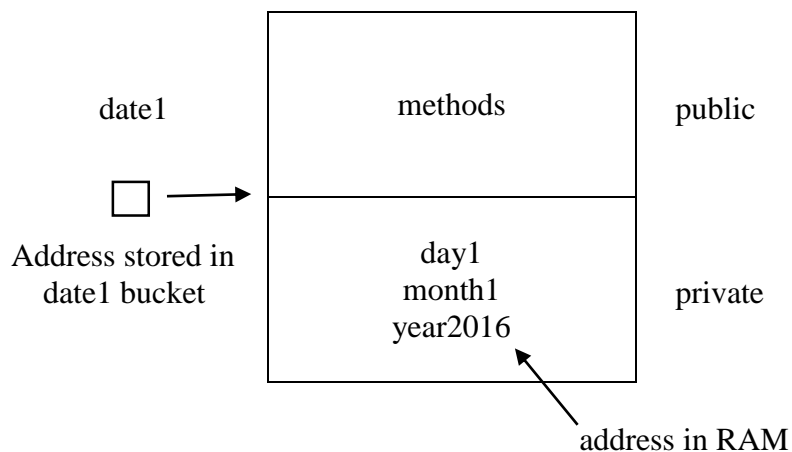 date1
methods
public
Address stored in
date1 bucket
day1
month1
year2016
private
address in RAM